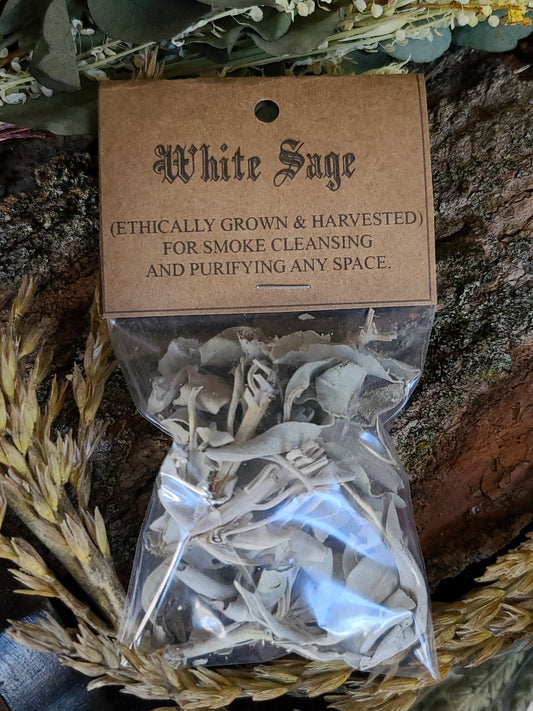 White Sage
(ETHICALLY GROWN & HARVESTED)
FOR SMOKE CLEANSING
AND PURIFYING ANY SPACE.